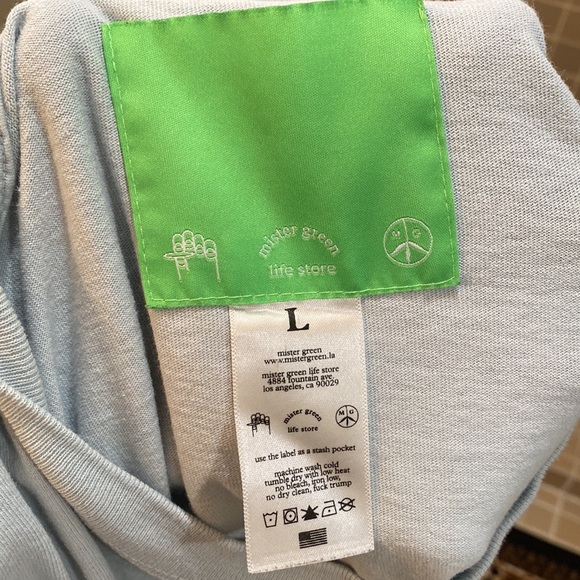 mister green
life store
M G
L
mister green
www.mistergreen.la
mister green life store
4884 fountain ave.
los angeles, ca 90029
mister green
life store
M G
use the label as a stash pocket
machine wash cold
tumble dry with low heat
no bleach, iron low,
no dry clean, fuck trump